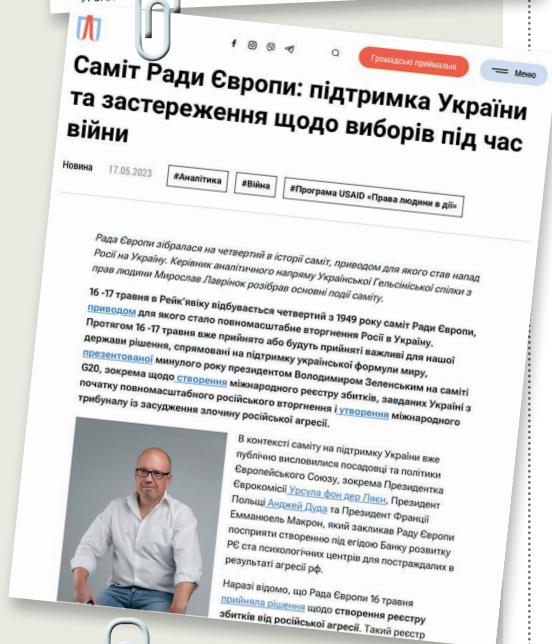 Громадські приймальні
Меню
Саміт Ради Європи: підтримка України
та застереження щодо виборів під час
війни
Новина 17.05.2023 #Аналітика #Війна #Програма USAID «Права людини в дії»
Рада Європи зібралася на четвертий в історії саміт, приводом для якого став напад
Росії на Україну. Керівник аналітичного напряму Української Гельсінської спілки з
прав людини Мирослав Лаврінок розібрав основні події саміту.
16 -17 травня в Рейк'явіку відбувається четвертий з 1949 року саміт Ради Європи,
приводом для якого стало повномасштабне вторгнення Росії в Україну.
Протягом 16 -17 травня вже прийнято або будуть прийняті важливі для нашої
держави рішення, спрямовані на підтримку української формули миру,
презентованої минулого року президентом Володимиром Зеленським на саміті
G20, зокрема щодо створення міжнародного реєстру збитків, завданих Україні з
початку повномасштабного російського вторгнення і утворення міжнародного
трибуналу із засудження злочину російської агресії.
В контексті саміту на підтримку України вже
публічно висловилися посадовці та політики
Європейського Союзу, зокрема Президентка
Єврокомісії Урсула фон дер Ляєн, Президент
Польщі Анджей Дуда та Президент Франції
Емманюель Макрон, який закликав Раду Європи
посприяти створенню під егідою Банку розвитку
РЄ ста психологічних центрів для постраждалих в
результаті агресії рф.
Наразі відомо, що Рада Європи 16 травня
прийняла рішення щодо створення реєстру
збитків від російської агресії. Такий реєстр